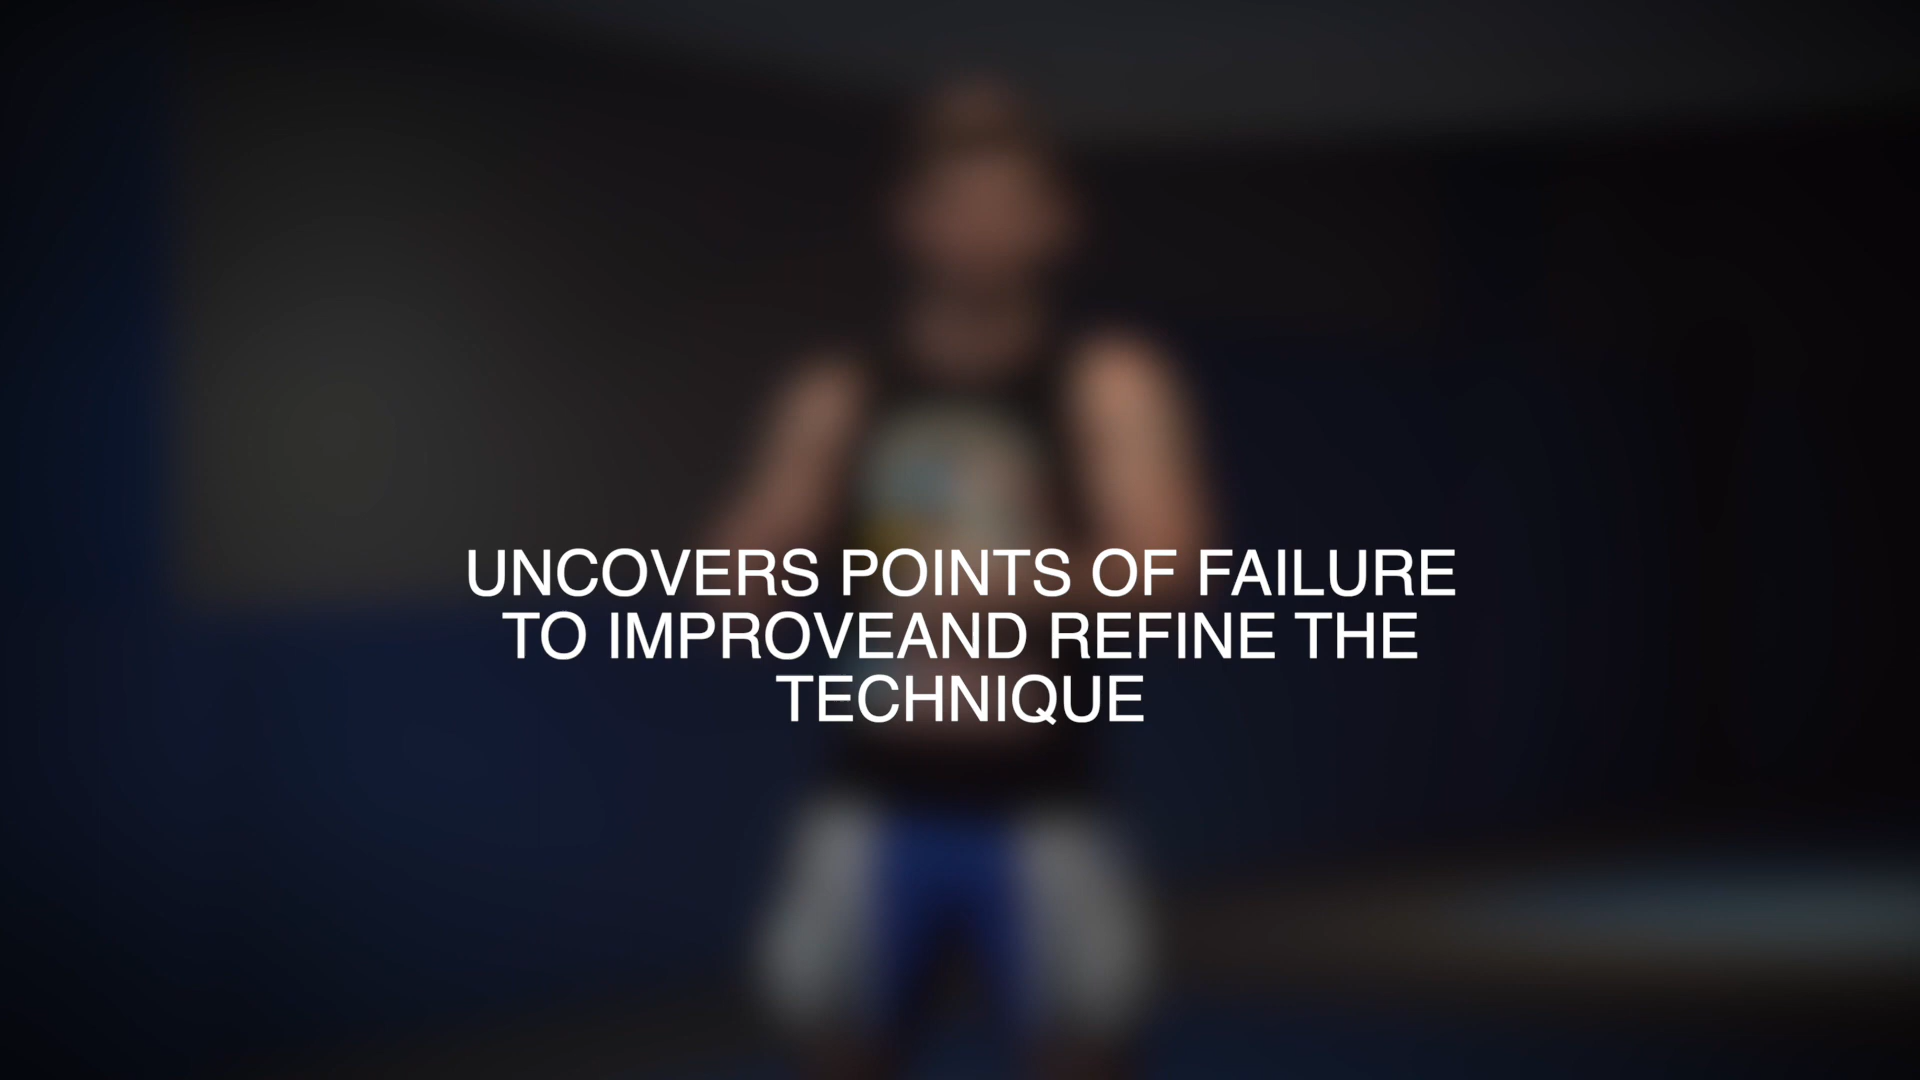 UNCOVERS POINTS OF FAILURE
TO IMPROVEAND REFINE THE
TECHNIQUE